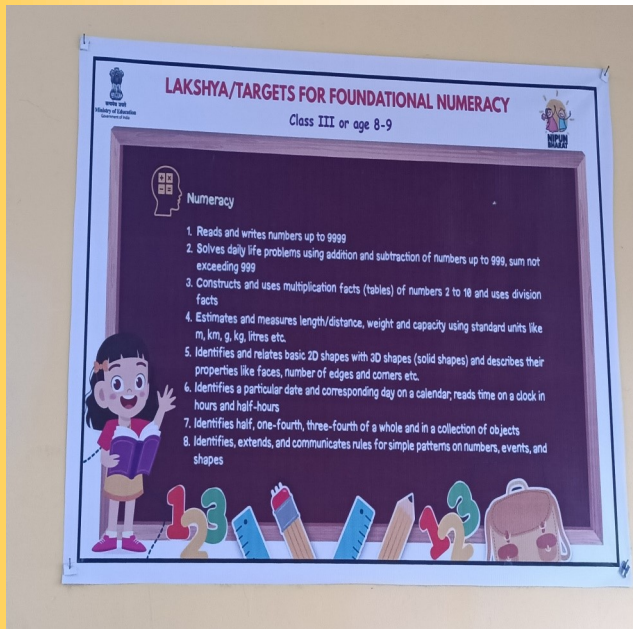 LAKSHYA/TARGETS FOR FOUNDATIONAL NUMERACY
Class III or age 8-9
सत्यमेव जयते
Ministry of Education
Government of India
NIPUN
BHARAT
Numeracy
1. Reads and writes numbers up to 9999
2. Solves daily life problems using addition and subtraction of numbers up to 999, sum not
exceeding 999
3. Constructs and uses multiplication facts (tables) of numbers 2 to 10 and uses division
facts
4. Estimates and measures length/distance, weight and capacity using standard units like
m, km, g, kg, litres etc.
5. Identifies and relates basic 2D shapes with 3D shapes (solid shapes) and describes their
properties like faces, number of edges and corners etc.
6. Identifies a particular date and corresponding day on a calendar; reads time on a clock in
hours and half-hours
7. Identifies half, one-fourth, three-fourth of a whole and in a collection of objects
8. Identifies, extends, and communicates rules for simple patterns on numbers, events, and
shapes
123
123